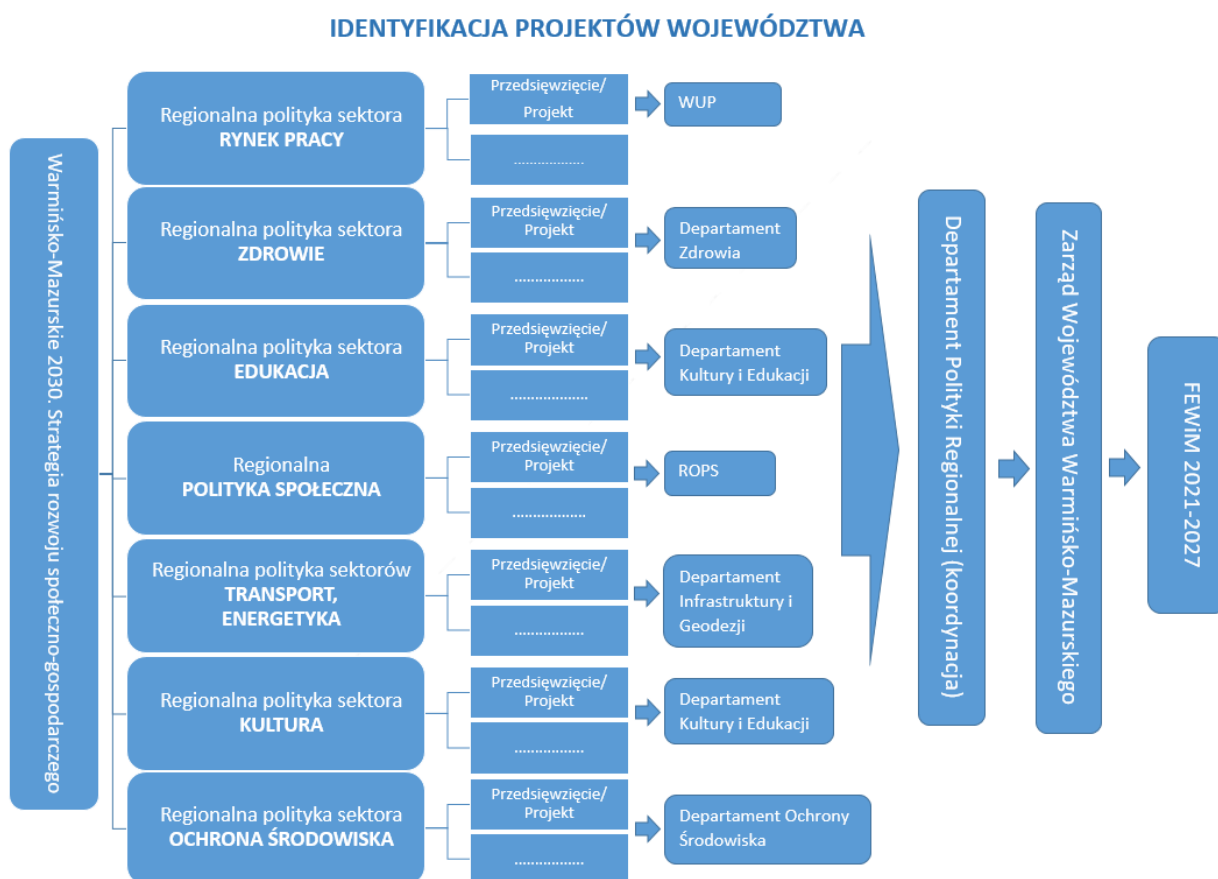 IDENTYFIKACJA PROJEKTÓW WOJEWÓDZTWA
Warmińsko-Mazurskie 2030. Strategia rozwoju społeczno-gospodarczego
Regionalna polityka sektora
RYNEK PRACY
Przedsięwzięcie/
Projekt
WUP
.................
Regionalna polityka sektora
ZDROWIE
Przedsięwzięcie/
Projekt
Departament
Zdrowia
.................
Regionalna polityka sektora
EDUKACJA
Przedsięwzięcie/
Projekt
Departament
Kultury i Edukacji
...................
Regionalna
POLITYKA SPOŁECZNA
Przedsięwzięcie/
Projekt
ROPS
..................
Regionalna polityka sektorów
TRANSPORT,
ENERGETYKA
Przedsięwzięcie/
Projekt
Departament
Infrastruktury i
Geodezji
.................
Regionalna polityka sektora
KULTURA
Przedsięwzięcie/
Projekt
Departament
Kultury i Edukacji
.................
Regionalna polityka sektora
OCHRONA ŚRODOWISKA
Przedsięwzięcie/
Projekt
Departament Ochrony
Środowiska
.................
Departament Polityki Regionalnej (koordynacja)
Zarząd Województwa Warmińsko-Mazurskiego
FEWiM 2021-2027